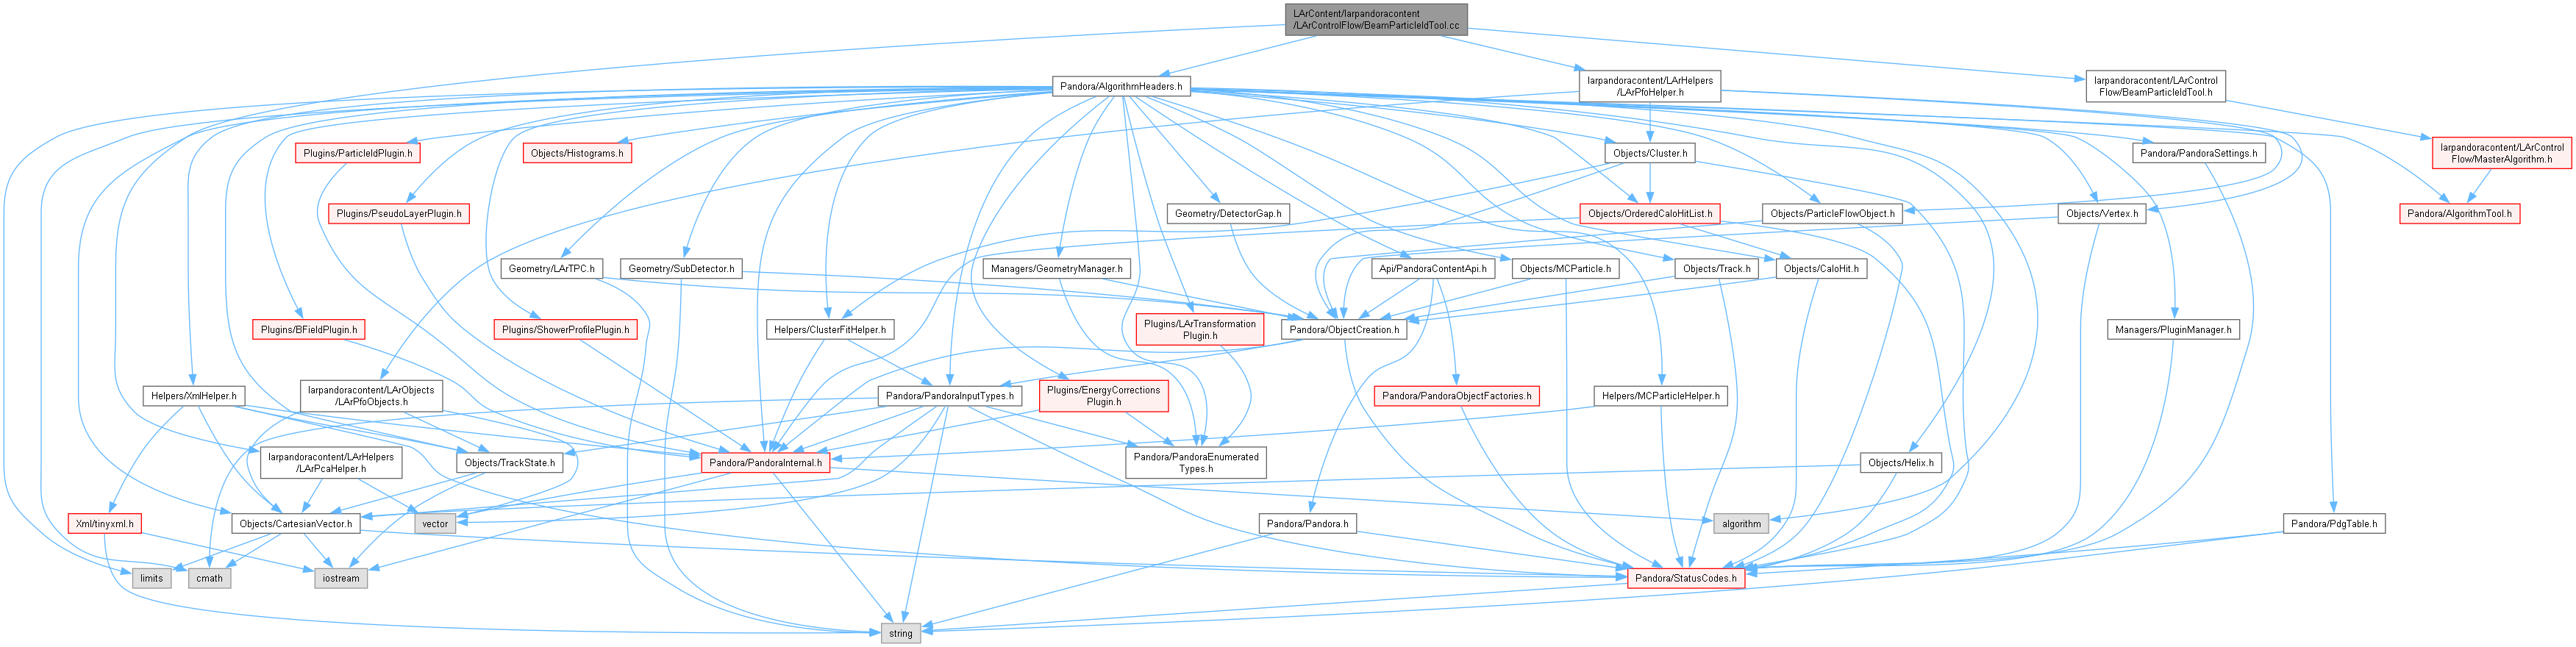 LArContent/larpandoracontent
/LArControlFlow/BeamParticleIdTool.cc
Pandora/AlgorithmHeaders.h
larpandoracontent/LArHelpers
/LArPfoHelper.h
larpandoracontent/LArControl
Flow/BeamParticleIdTool.h
Plugins/ParticleIdPlugin.h
Objects/Histograms.h
Objects/Cluster.h
Pandora/PandoraSettings.h
larpandoracontent/LArControl
Flow/MasterAlgorithm.h
Plugins/PseudoLayerPlugin.h
Geometry/DetectorGap.h
Objects/OrderedCaloHitList.h
Objects/ParticleFlowObject.h
Objects/Vertex.h
Pandora/AlgorithmTool.h
Geometry/LArTPC.h
Geometry/SubDetector.h
Managers/GeometryManager.h
Api/PandoraContentApi.h
Objects/MCParticle.h
Objects/Track.h
Objects/CaloHit.h
Plugins/BFieldPlugin.h
Plugins/ShowerProfilePlugin.h
Helpers/ClusterFitHelper.h
Plugins/LArTransformation
Plugin.h
Pandora/ObjectCreation.h
Managers/PluginManager.h
Helpers/XmlHelper.h
larpandoracontent/LArObjects
/LArPfoObjects.h
Pandora/PandoraInputTypes.h
Plugins/EnergyCorrections
Plugin.h
Pandora/PandoraObjectFactories.h
Helpers/MCParticleHelper.h
larpandoracontent/LArHelpers
/LArPcaHelper.h
Objects/TrackState.h
Pandora/PandoraInternal.h
Pandora/PandoraEnumerated
Types.h
Objects/Helix.h
Xml/tinyxml.h
Objects/CartesianVector.h
vector
Pandora/Pandora.h
algorithm
Pandora/PdgTable.h
limits
cmath
iostream
Pandora/StatusCodes.h
string